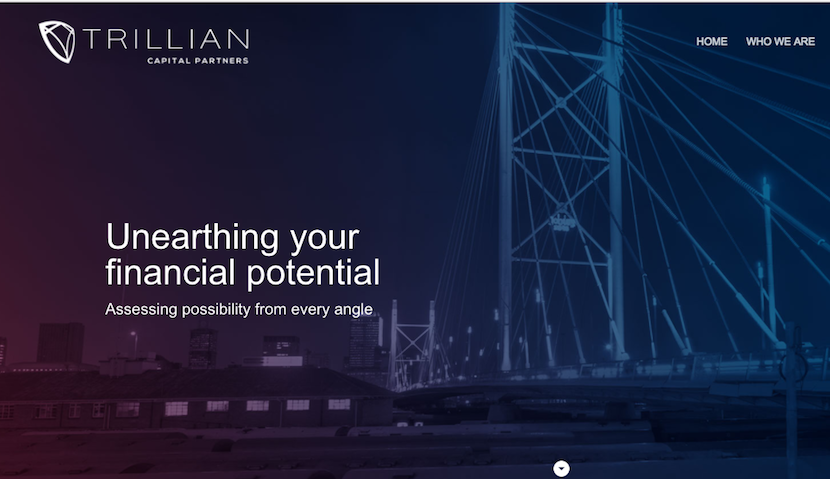 TRILLIAN
CAPITAL PARTNERS
HOME WHO WE ARE
Unearthing your
financial potential
Assessing possibility from every angle